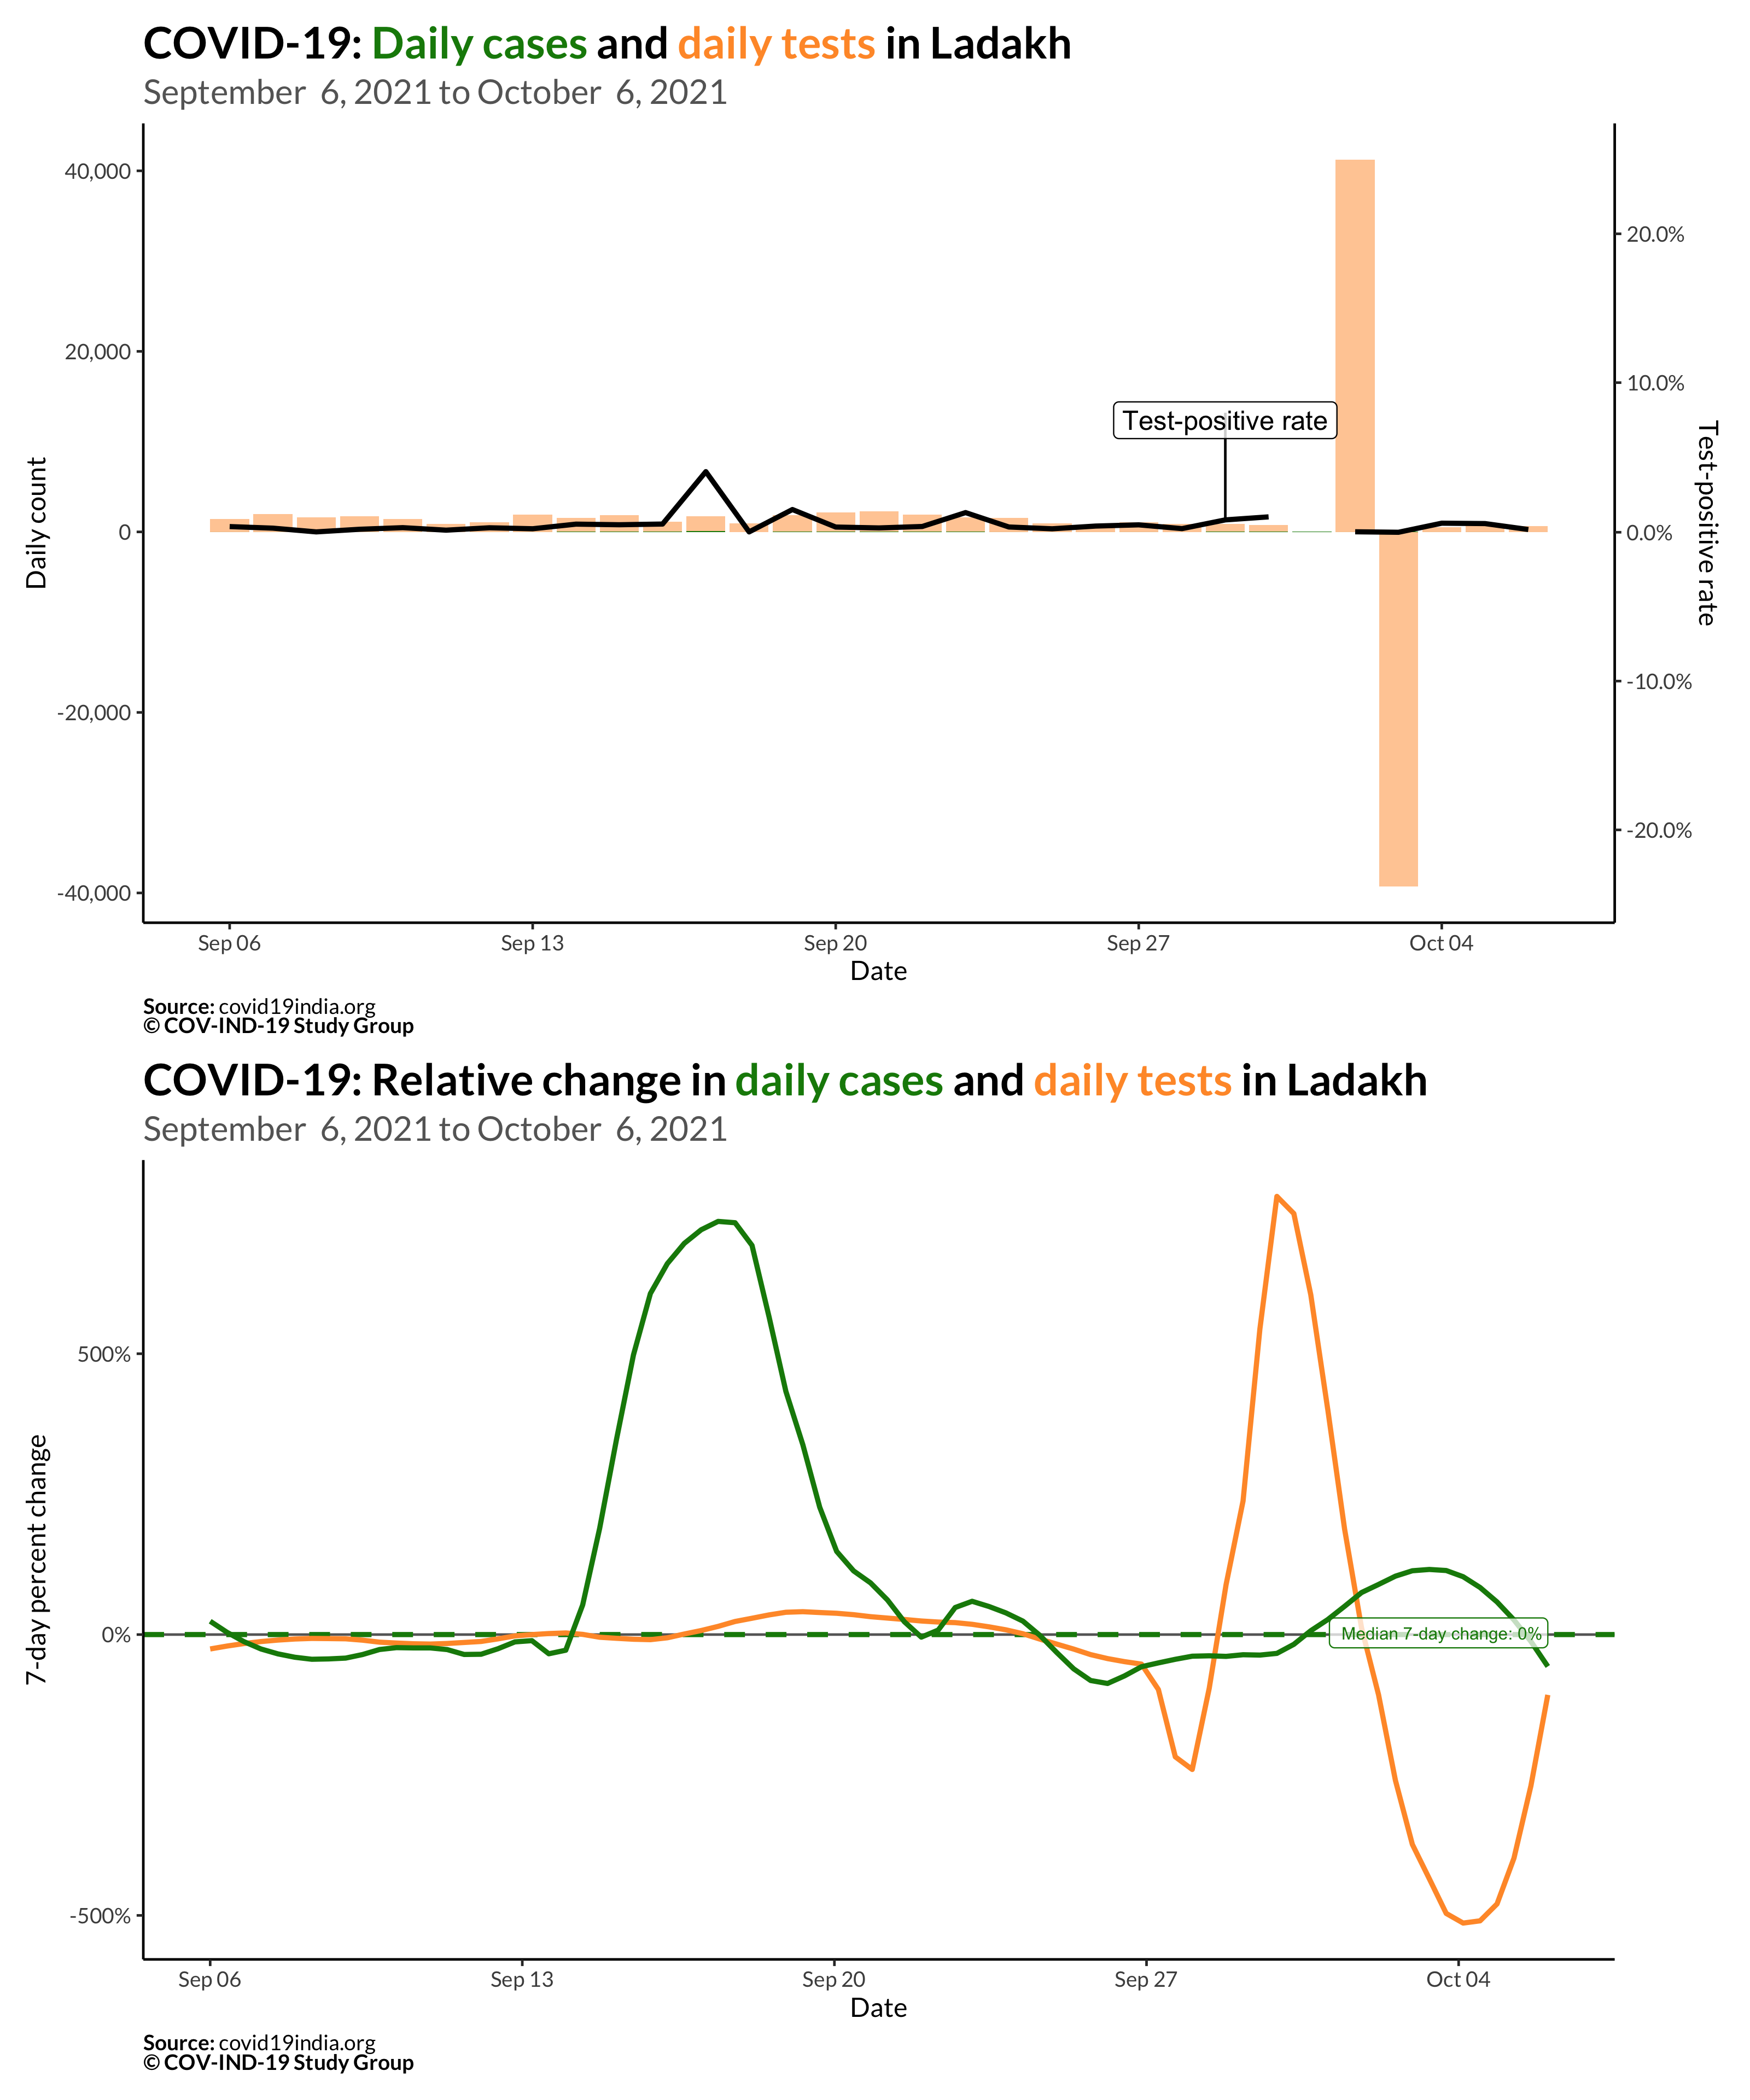 COVID-19: Daily cases and daily tests in Ladakh
September 6, 2021 to October 6, 2021
40,000
20,000
0
-20,000
-40,000
Daily count
Test-positive rate
20.0%
10.0%
0.0%
-10.0%
-20.0%
Test-positive rate
Sep 06 Sep 13 Sep 20 Sep 27 Oct 04
Date
Source: covid19india.org
© COV-IND-19 Study Group
COVID-19: Relative change in daily cases and daily tests in Ladakh
September 6, 2021 to October 6, 2021
500%
0%
-500%
7-day percent change
Median 7-day change: 0%
Sep 06 Sep 13 Sep 20 Sep 27 Oct 04
Date
Source: covid19india.org
© COV-IND-19 Study Group